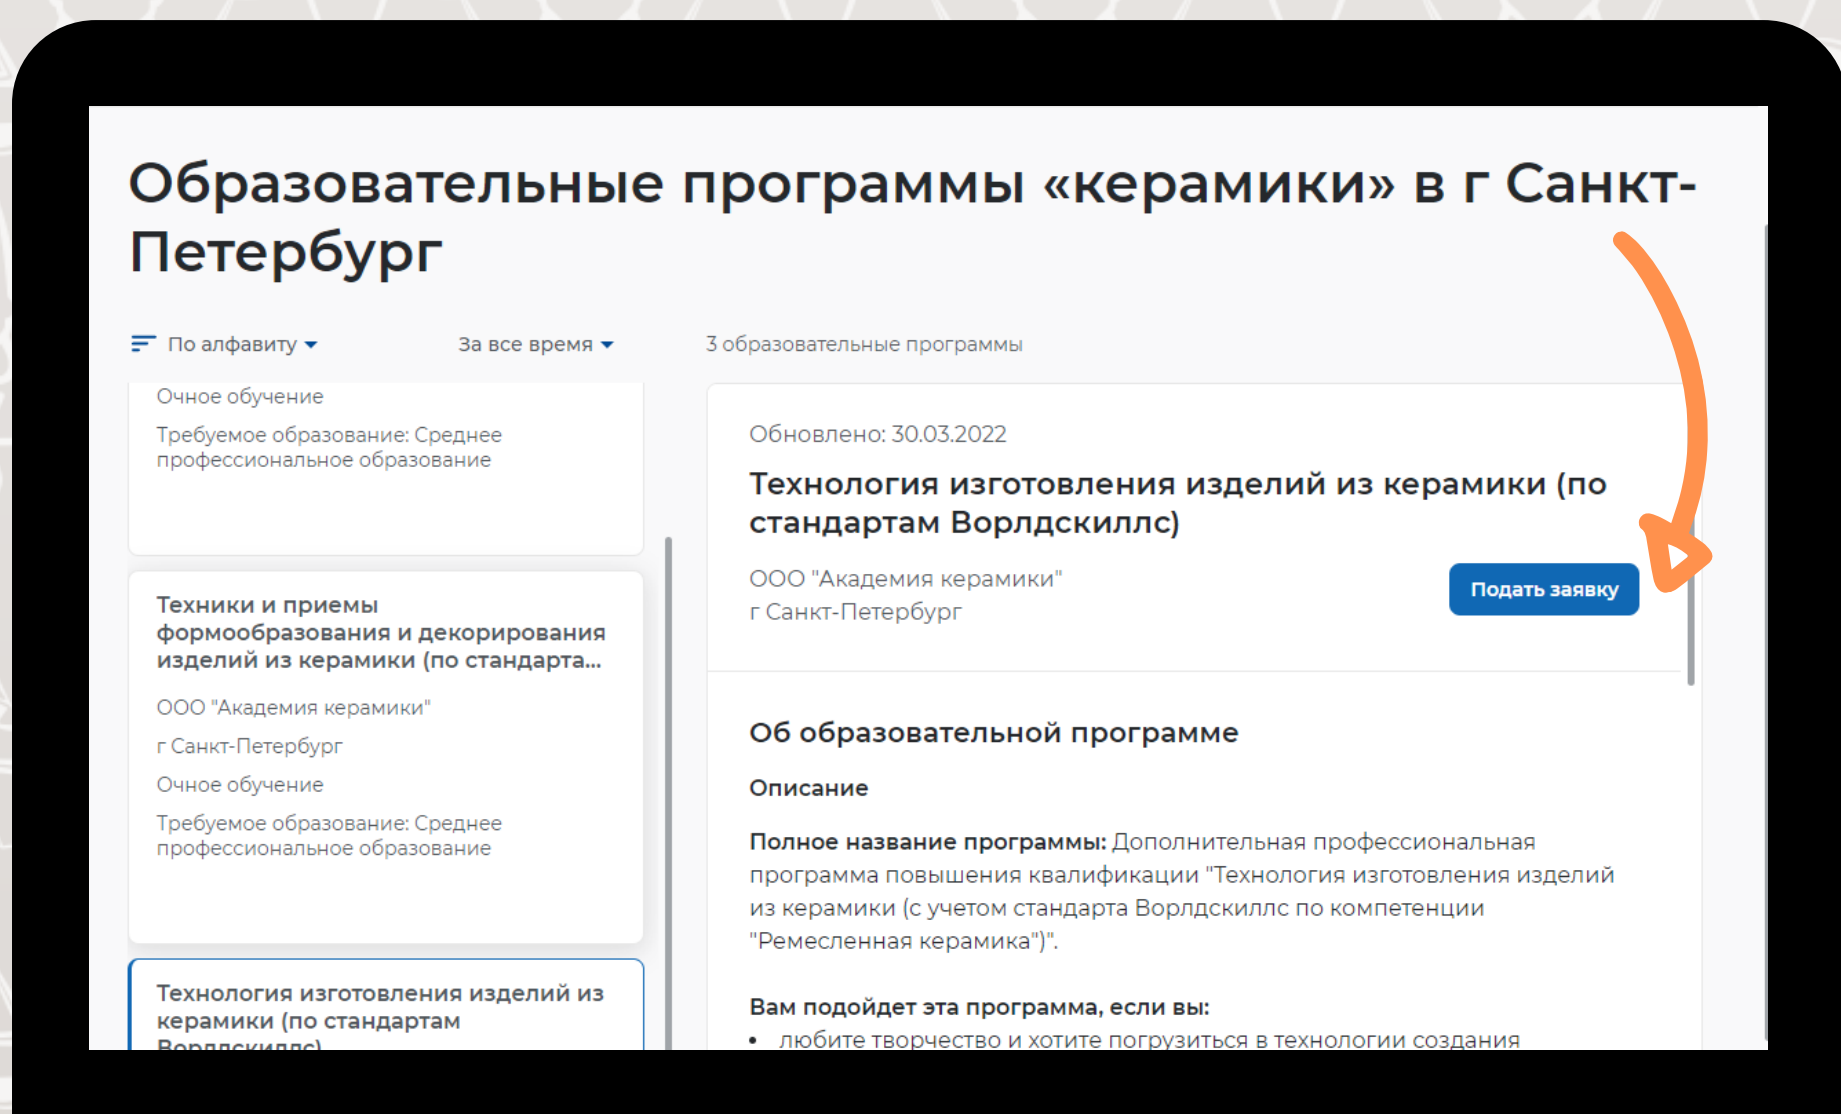 Образовательные программы «керамики» в г Санкт-
Петербург
По алфавиту
За все время
3 образовательные программы
Очное обучение
Требуемое образование: Среднее
профессиональное образование
Техники и приемы
формообразования и декорирования
изделий из керамики (по стандарта...
ООО "Академия керамики"
г Санкт-Петербург
Очное обучение
Требуемое образование: Среднее
профессиональное образование
Технология изготовления изделий из
керамики (по стандартам
Ворлдскиллс)
Обновлено: 30.03.2022
Технология изготовления изделий из керамики (по
стандартам Ворлдскиллс)
ООО "Академия керамики"
г Санкт-Петербург
Подать заявку
Об образовательной программе
Описание
Полное название программы: Дополнительная профессиональная
программа повышения квалификации "Технология изготовления изделий
из керамики (с учетом стандарта Ворлдскиллс по компетенции
"Ремесленная керамика")".
Вам подойдет эта программа, если вы:
• любите творчество и хотите погрузиться в технологии создания